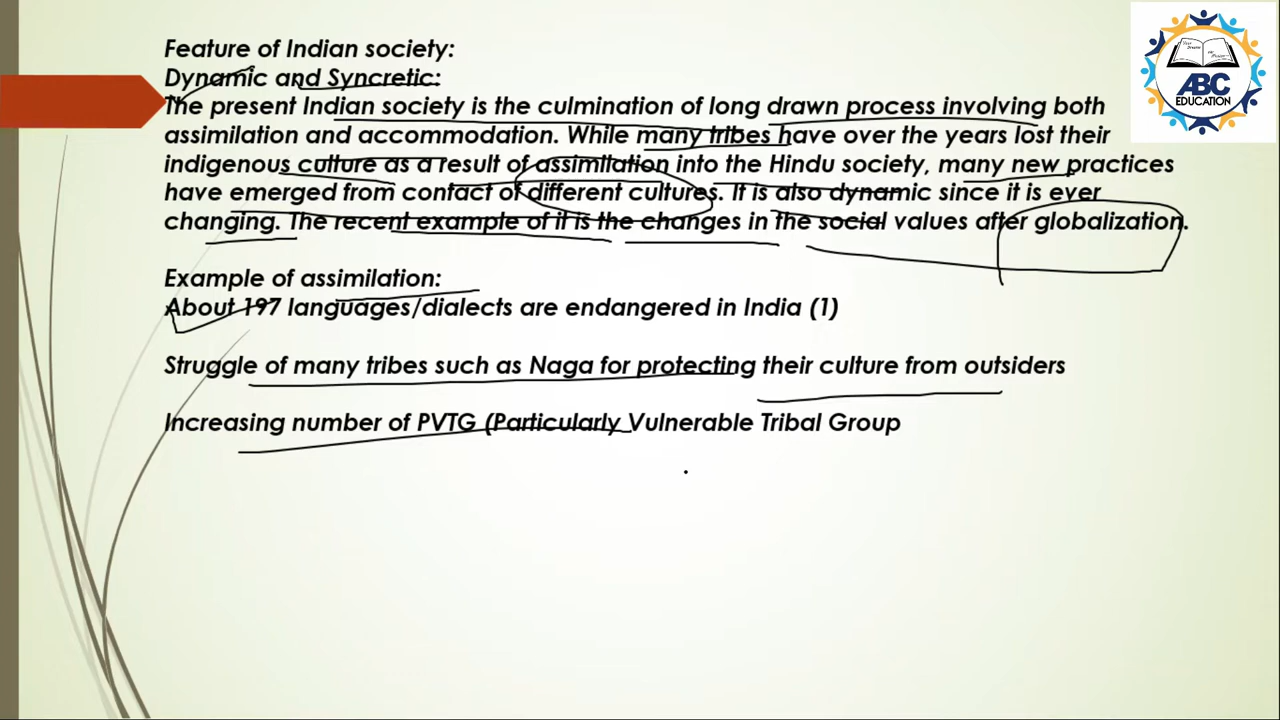 Feature of Indian society:
Dynamic and Syncretic:
The present Indian society is the culmination of long drawn process involving both
assimilation and accommodation. While many tribes have over the years lost their
indigenous culture as a result of assimilation into the Hindu society, many new practices
have emerged from contact of different cultures. It is also dynamic since it is ever
changing. The recent example of it is the changes in the social values after globalization.
Example of assimilation:
About 197 languages/dialects are endangered in India (1)
Struggle of many tribes such as Naga for protecting their culture from outsiders
Increasing number of PVTG (Particularly Vulnerable Tribal Group
ABC
EDUCATION